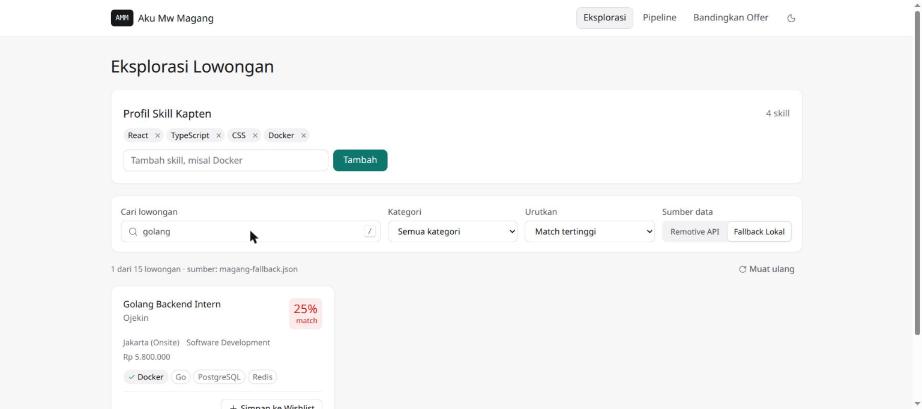 AMM Aku Mw Magang Eksplorasi Pipeline Bandingkan Offer
Eksplorasi Lowongan
Profil Skill Kapten 4 skill
React × TypeScript × CSS × Docker ×
Tambah skill, misal Docker Tambah
Cari lowongan Kategori Urutkan Sumber data
golang / Semua kategori Match tertinggi Remotive API Fallback Lokal
1 dari 15 lowongan · sumber: magang-fallback.json Muat ulang
Golang Backend Intern 25%
Ojekin match
Jakarta (Onsite) Software Development
Rp 5.800.000
✓ Docker Go PostgreSQL Redis
+ Simpan ke Wishlist